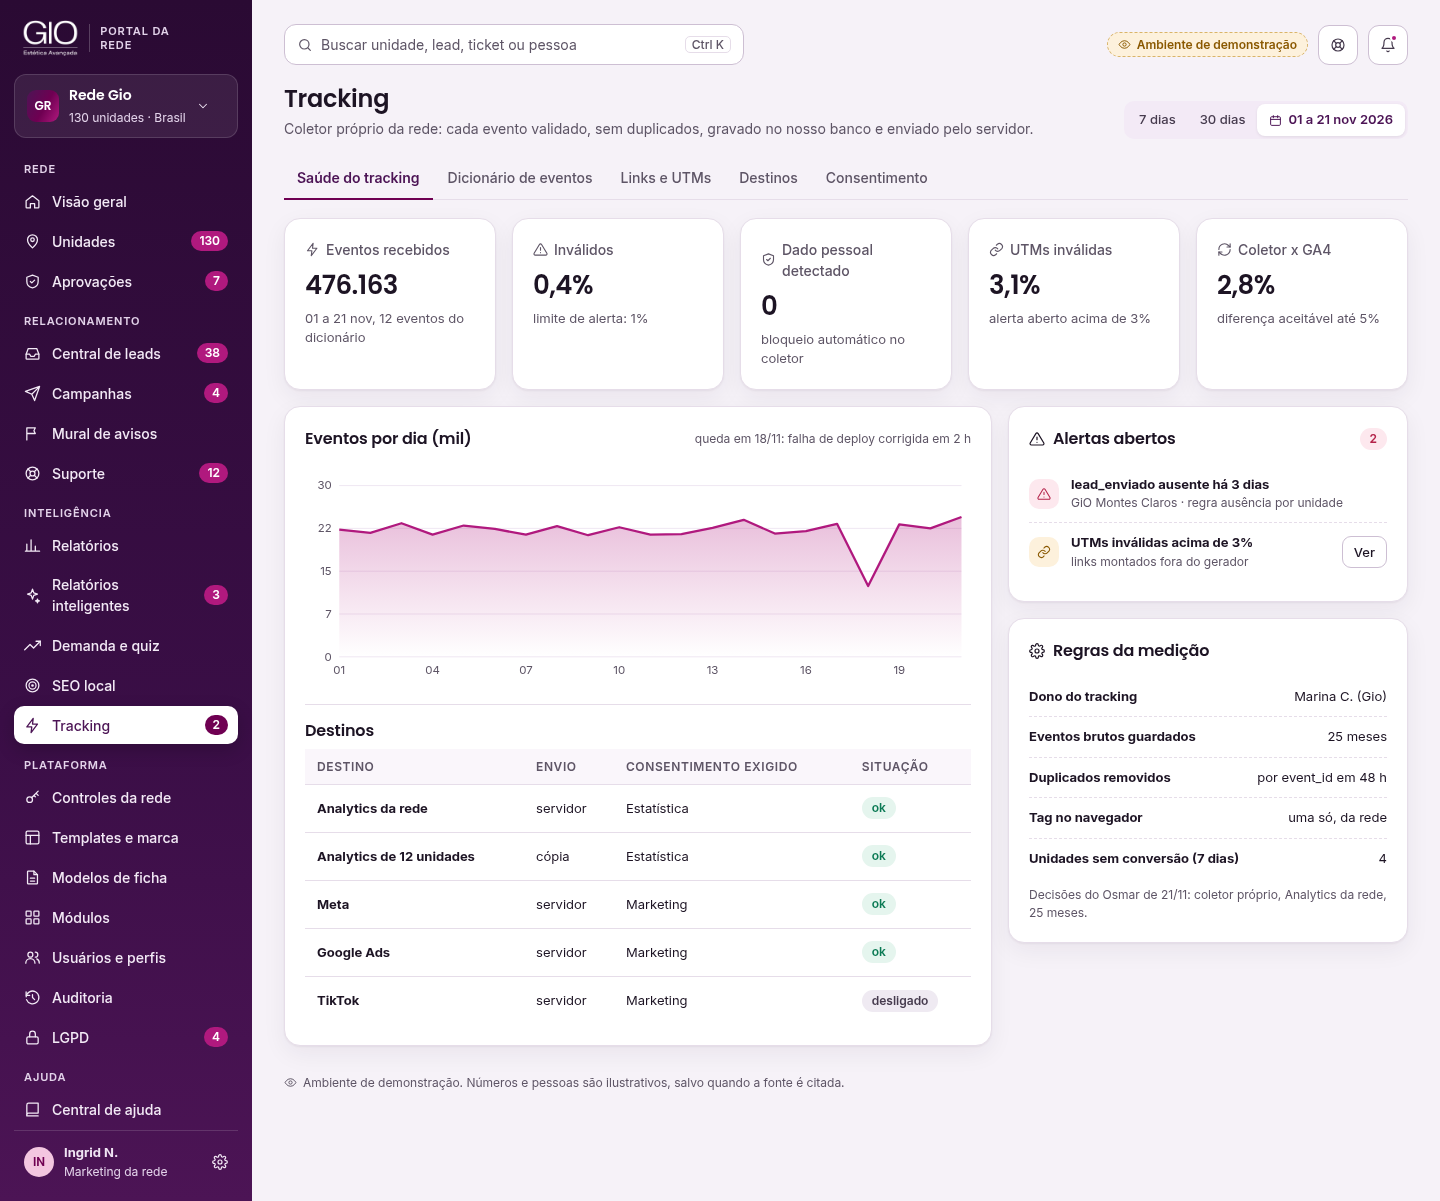 GIO
Estética Avançada
PORTAL DA
REDE
GR
Rede Gio
130 unidades · Brasil
REDE
Visão geral
Unidades 130
Aprovações 7
RELACIONAMENTO
Central de leads 38
Campanhas 4
Mural de avisos
Suporte 12
INTELIGÊNCIA
Relatórios
Relatórios
inteligentes 3
Demanda e quiz
SEO local
Tracking 2
PLATAFORMA
Controles da rede
Templates e marca
Modelos de ficha
Módulos
Usuários e perfis
Auditoria
LGPD 4
AJUDA
Central de ajuda
IN
Ingrid N.
Marketing da rede
Buscar unidade, lead, ticket ou pessoa Ctrl K
Ambiente de demonstração
Tracking
Coletor próprio da rede: cada evento validado, sem duplicados, gravado no nosso banco e enviado pelo servidor.
7 dias 30 dias 01 a 21 nov 2026
Saúde do tracking Dicionário de eventos Links e UTMs Destinos Consentimento
Eventos recebidos
476.163
01 a 21 nov, 12 eventos do
dicionário
Inválidos
0,4%
limite de alerta: 1%
Dado pessoal
detectado
0
bloqueio automático no
coletor
UTMs inválidas
3,1%
alerta aberto acima de 3%
Coletor x GA4
2,8%
diferença aceitável até 5%
Eventos por dia (mil)
queda em 18/11: falha de deploy corrigida em 2 h
30
22
15
7
0
01 04 07 10 13 16 19
Destinos
DESTINO ENVIO CONSENTIMENTO EXIGIDO SITUAÇÃO
Analytics da rede servidor Estatística ok
Analytics de 12 unidades cópia Estatística ok
Meta servidor Marketing ok
Google Ads servidor Marketing ok
TikTok servidor Marketing desligado
Alertas abertos 2
lead_enviado ausente há 3 dias
GiO Montes Claros · regra ausência por unidade
UTMs inválidas acima de 3%
links montados fora do gerador
Ver
Regras da medição
Dono do tracking Marina C. (Gio)
Eventos brutos guardados 25 meses
Duplicados removidos por event_id em 48 h
Tag no navegador uma só, da rede
Unidades sem conversão (7 dias) 4
Decisões do Osmar de 21/11: coletor próprio, Analytics da rede,
25 meses.
Ambiente de demonstração. Números e pessoas são ilustrativos, salvo quando a fonte é citada.